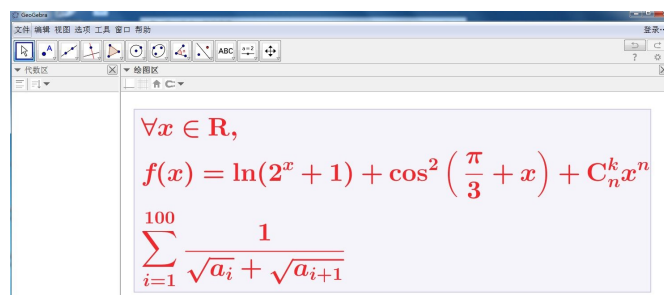 GeoGebra
文件 编辑 视图 选项 工具 窗口 帮助
登录...
ABC
a=2
▼ 代数区
▼ 绘图区
∀x ∈ R,
f(x) = ln(2^x + 1) + cos^2 (π/3 + x) + C_n^k x^n
∑_{i=1}^{100} 1/(√a_i + √a_{i+1})